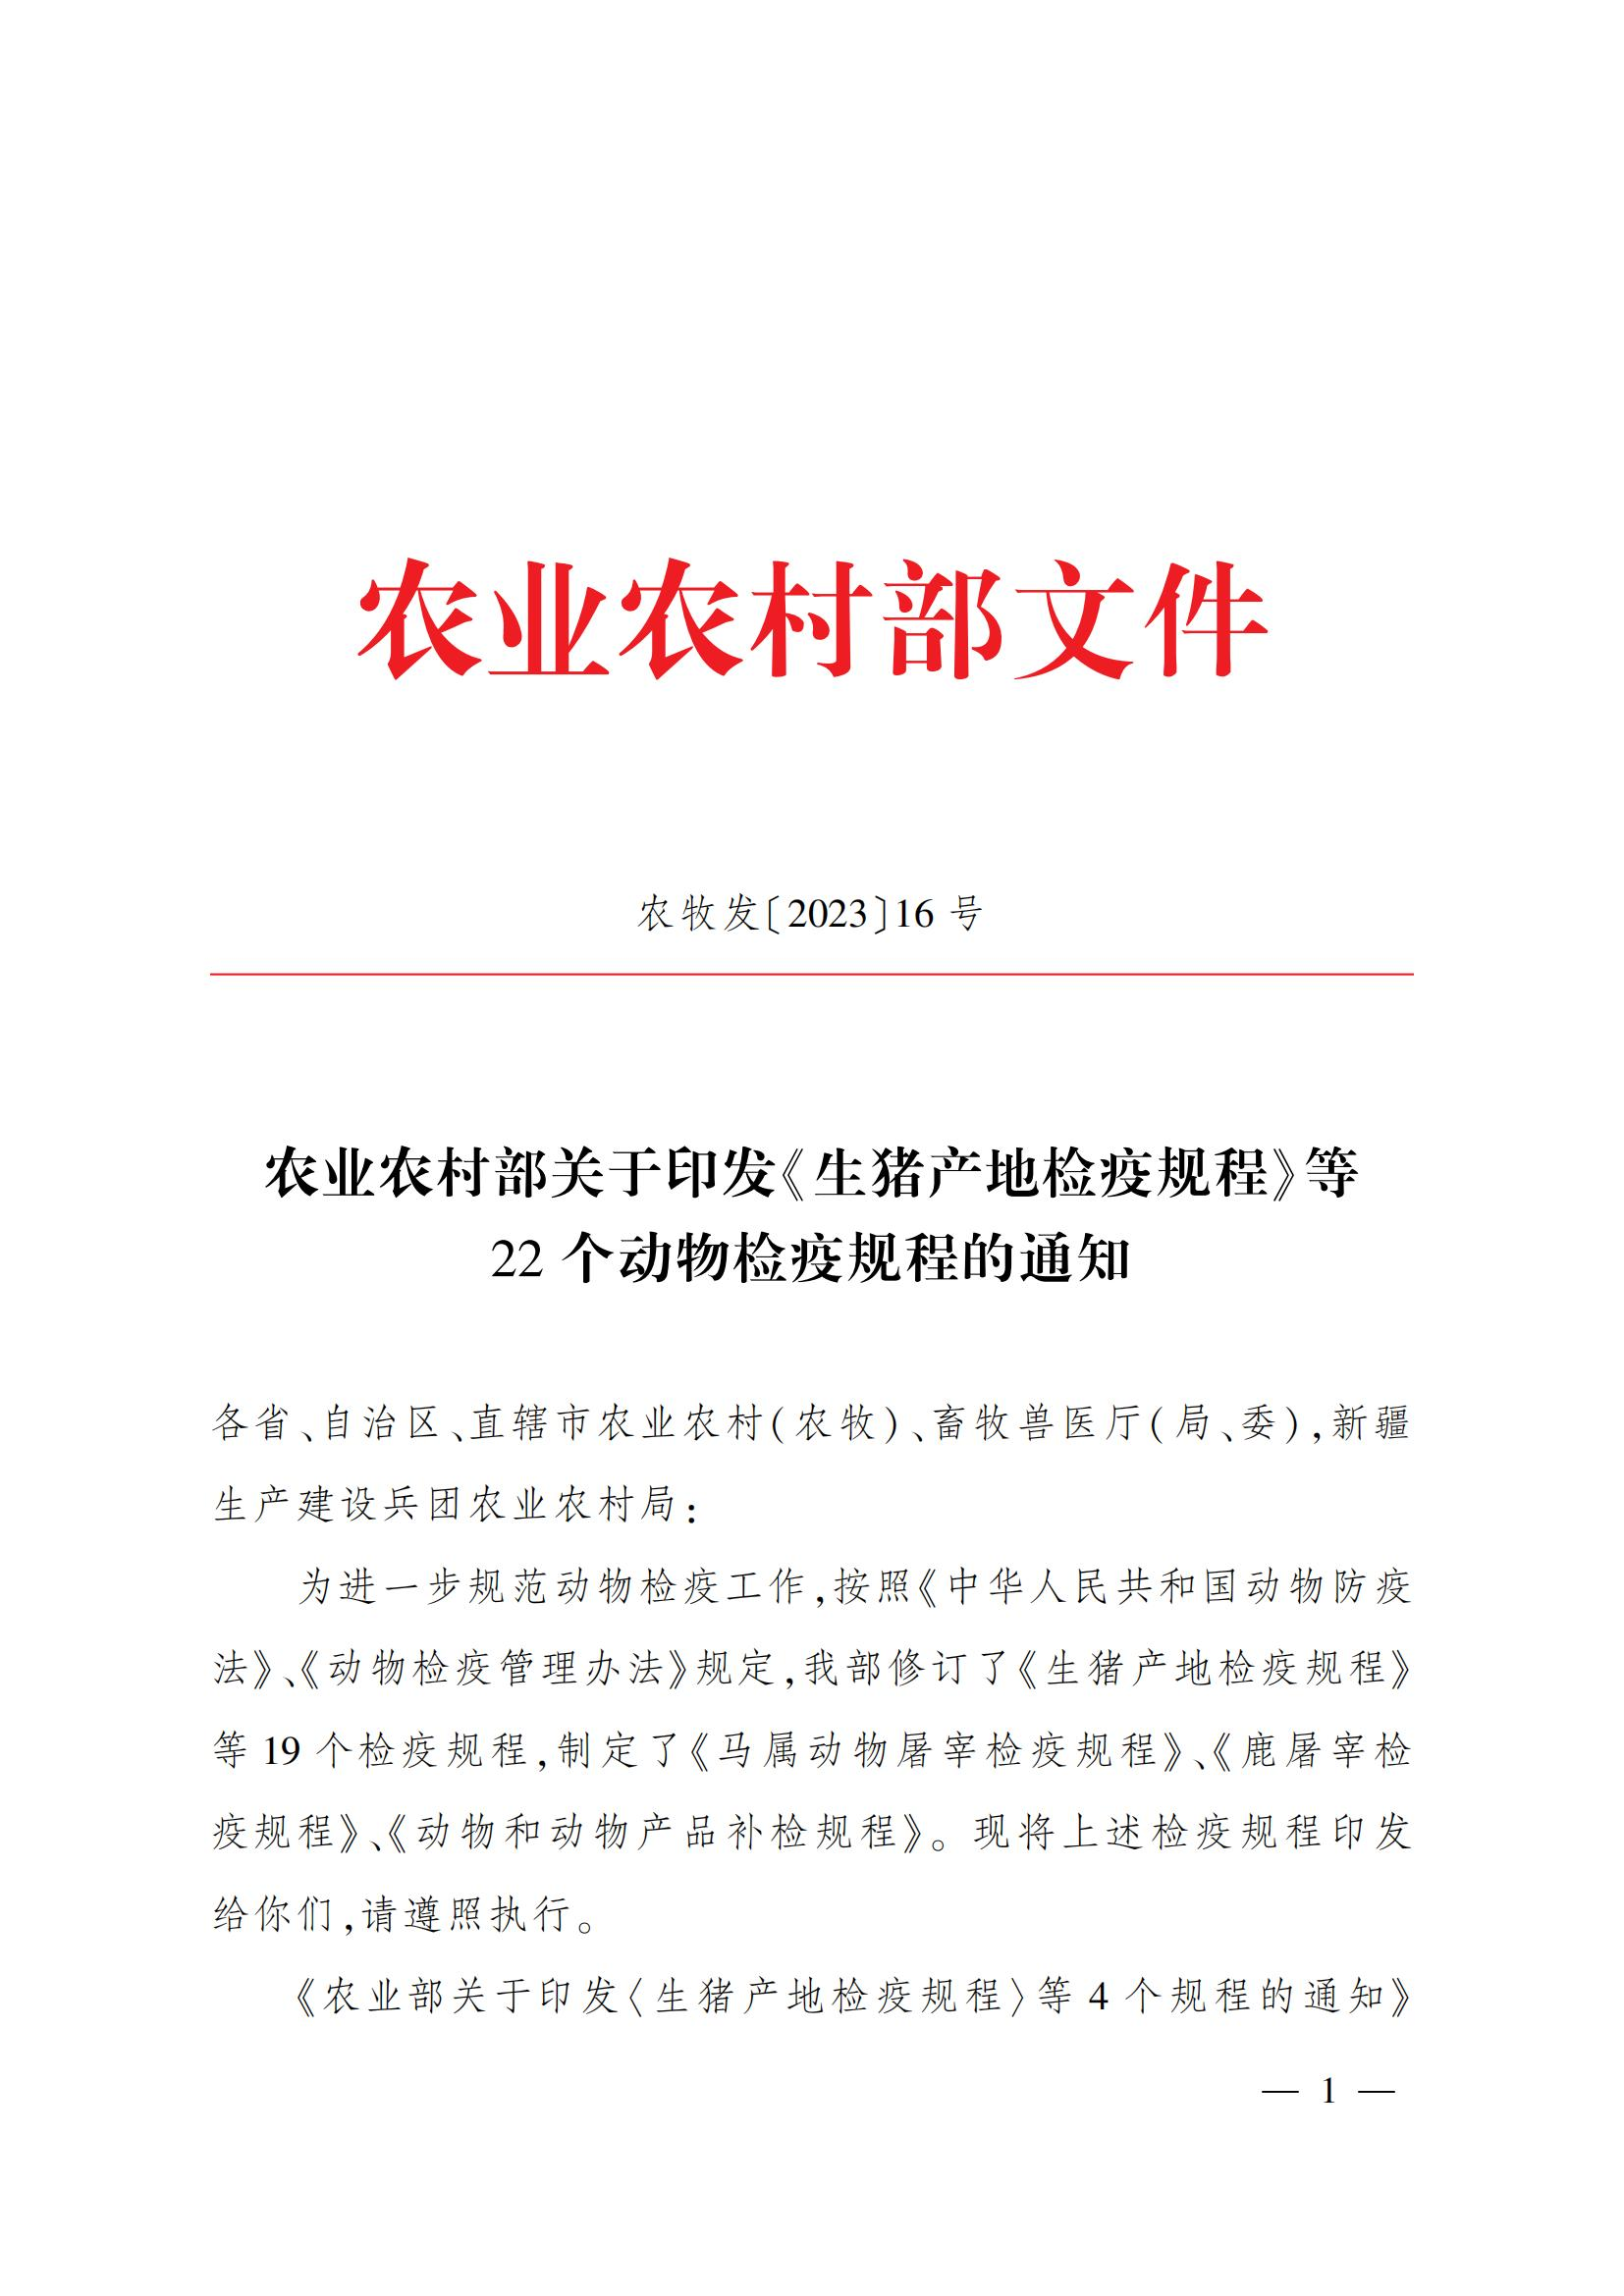 农业农村部文件
农牧发〔2023〕16 号
农业农村部关于印发《生猪产地检疫规程》等
22 个动物检疫规程的通知
各省、自治区、直辖市农业农村(农牧)、畜牧兽医厅(局、委),新疆
生产建设兵团农业农村局:
为进一步规范动物检疫工作,按照《中华人民共和国动物防疫
法》、《动物检疫管理办法》规定,我部修订了《生猪产地检疫规程》
等 19 个检疫规程,制定了《马属动物屠宰检疫规程》、《鹿屠宰检
疫规程》、《动物和动物产品补检规程》。现将上述检疫规程印发
给你们,请遵照执行。
《农业部关于印发〈生猪产地检疫规程〉等 4 个规程的通知》
— 1 —